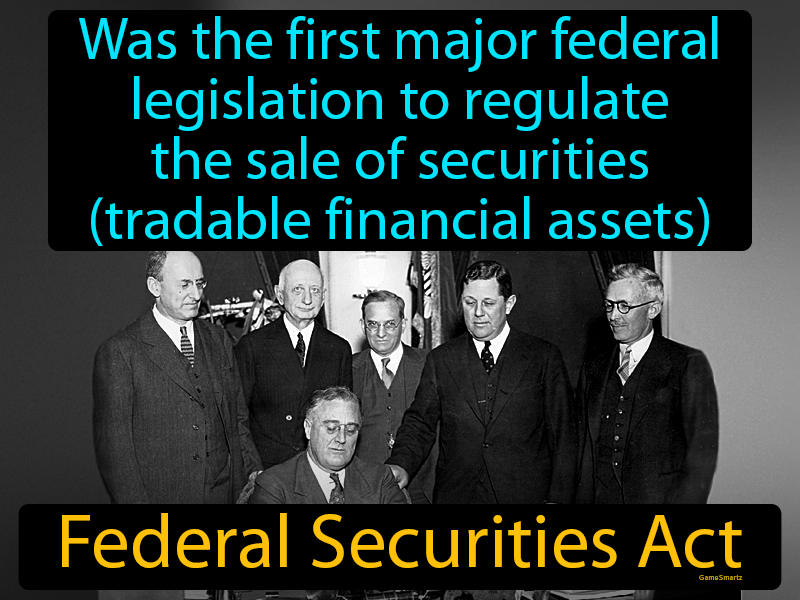 Was the first major federal
legislation to regulate
the sale of securities
(tradable financial assets)
Federal Securities Act
GameSmartz